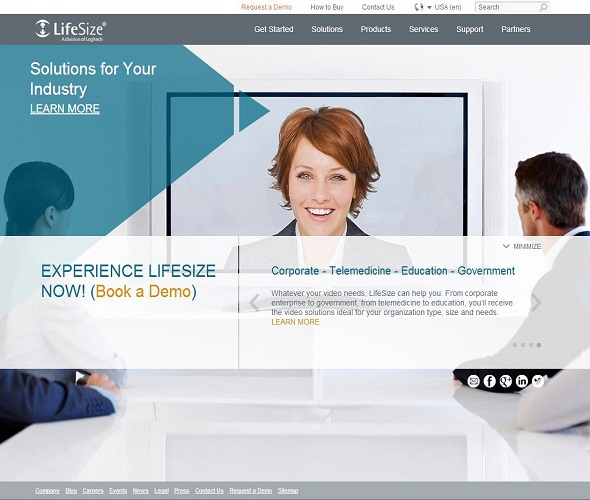 Request a Demo How to Buy Contact Us USA (en) Search
LifeSize®
A division of Logitech
Get Started Solutions Products Services Support Partners
Solutions for Your
Industry
LEARN MORE
MINIMIZE
EXPERIENCE LIFESIZE
NOW! (Book a Demo)
Corporate - Telemedicine - Education - Government
Whatever your video needs, LifeSize can help you. From corporate
enterprise to government, from telemedicine to education, you'll receive
the video solutions ideal for your organization type, size and needs.
LEARN MORE
Company Blog Careers Events News Legal Press Contact Us Request a Demo Sitemap